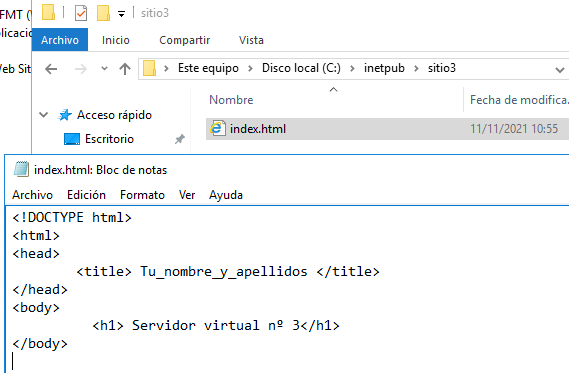 sitio3
FMT (
Archivo Inicio Compartir Vista
plicacio
Web Sit
Este equipo Disco local (C:) inetpub sitio3
Nombre Fecha de modifica.
Acceso rápido
index.html 11/11/2021 10:55
Escritorio
index.html: Bloc de notas
Archivo Edición Formato Ver Ayuda
<!DOCTYPE html>
<html>
<head>
<title> Tu_nombre_y_apellidos </title>
</head>
<body>
<h1> Servidor virtual nº 3</h1>
</body>